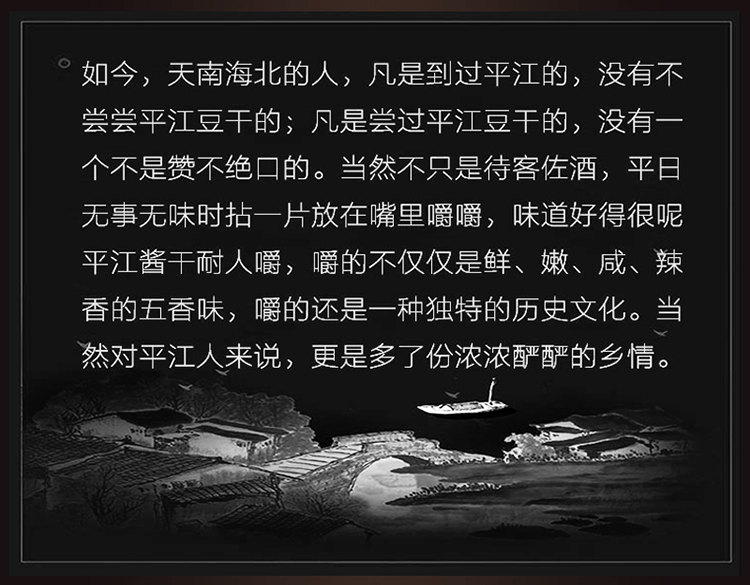 如今，天南海北的人，凡是到过平江的，没有不
尝尝平江豆干的；凡是尝过平江豆干的，没有一
个不是赞不绝口的。当然不只是待客佐酒，平日
无事无味时拈一片放在嘴里嚼嚼，味道好得很呢
平江酱干耐人嚼，嚼的不仅仅是鲜、嫩、咸、辣
香的五香味，嚼的还是一种独特的历史文化。当
然对平江人来说，更是多了份浓浓酽酽的乡情。